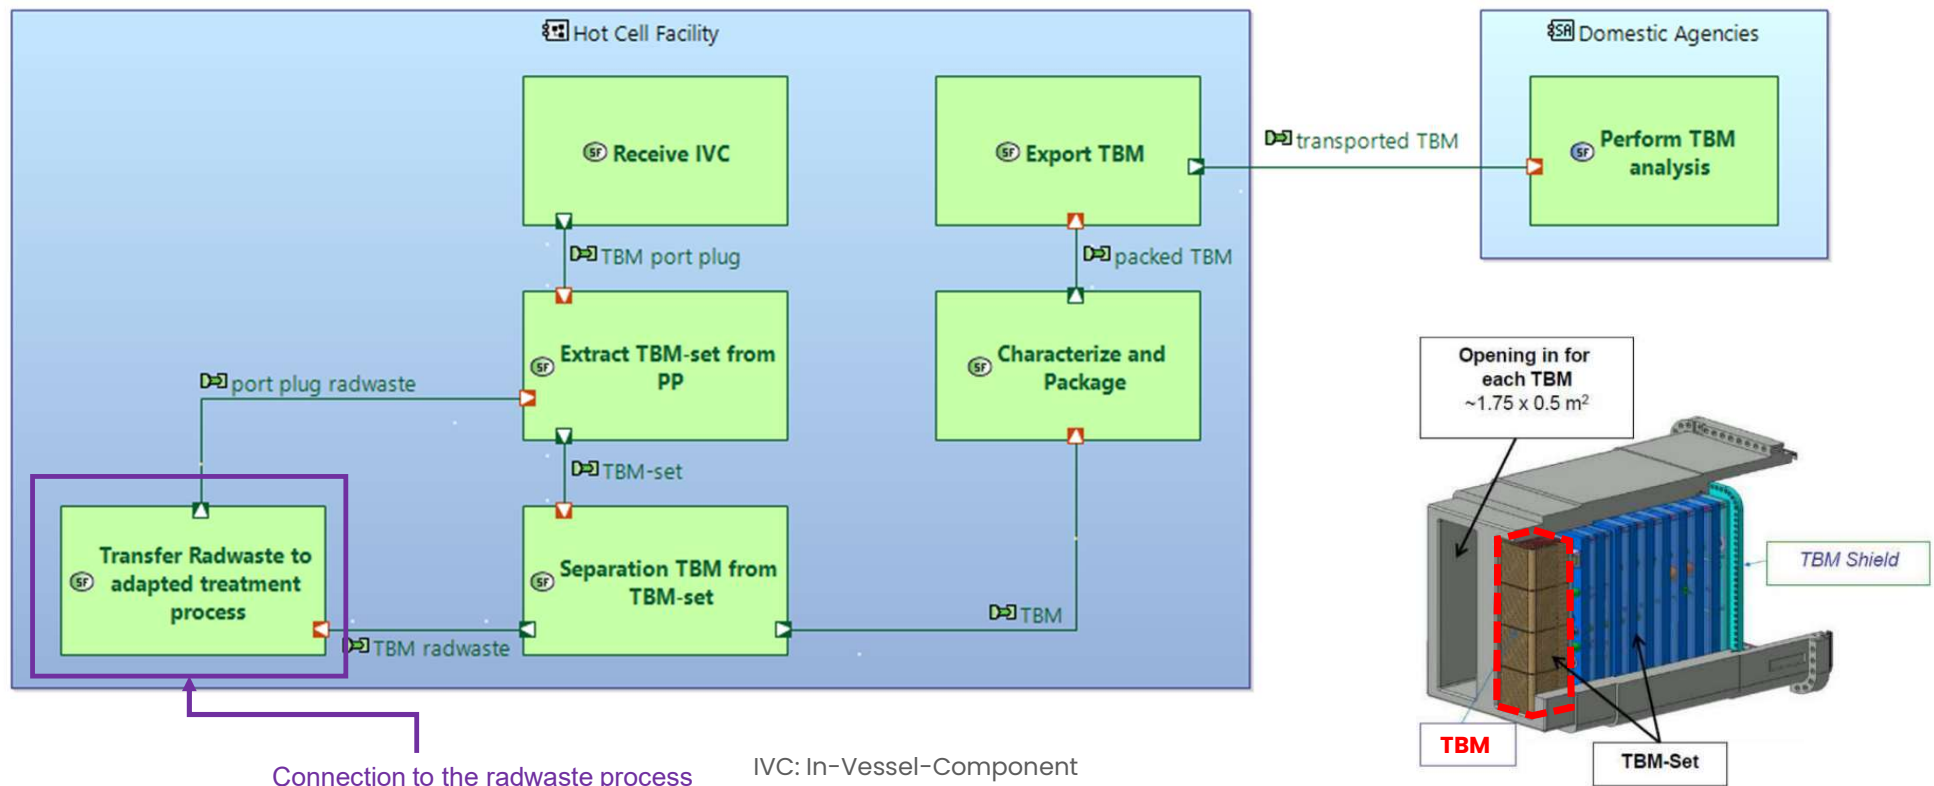 Hot Cell Facility
Domestic Agencies
Receive IVC
Export TBM
transported TBM
Perform TBM
analysis
TBM port plug
packed TBM
Extract TBM-set from
PP
Characterize and
Package
port plug radwaste
TBM-set
Transfer Radwaste to
adapted treatment
process
Separation TBM from
TBM-set
TBM
TBM radwaste
Connection to the radwaste process
IVC: In-Vessel-Component
Opening in for
each TBM
~1.75 x 0.5 m²
TBM Shield
TBM
TBM-Set